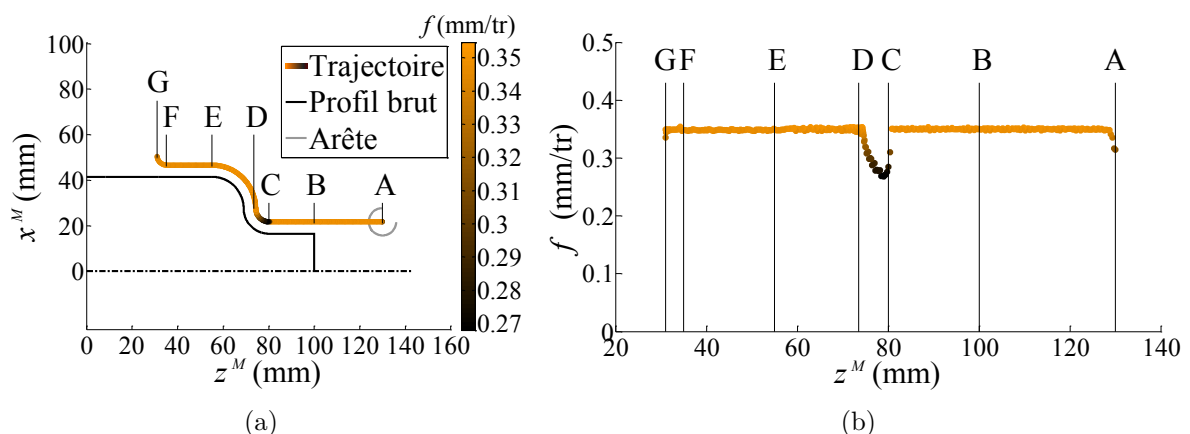 f (mm/tr)
100
80
60
40
20
0
x^M (mm)
0 20 40 60 80 100 120 140 160
z^M (mm)
G
F
E
D
C
B
A
Trajectoire
Profil brut
Arête
0.35
0.34
0.33
0.32
0.31
0.3
0.29
0.28
0.27
(a)
0.5
0.4
0.3
0.2
0.1
0
f (mm/tr)
G F E D C B A
20 40 60 80 100 120 140
z^M (mm)
(b)